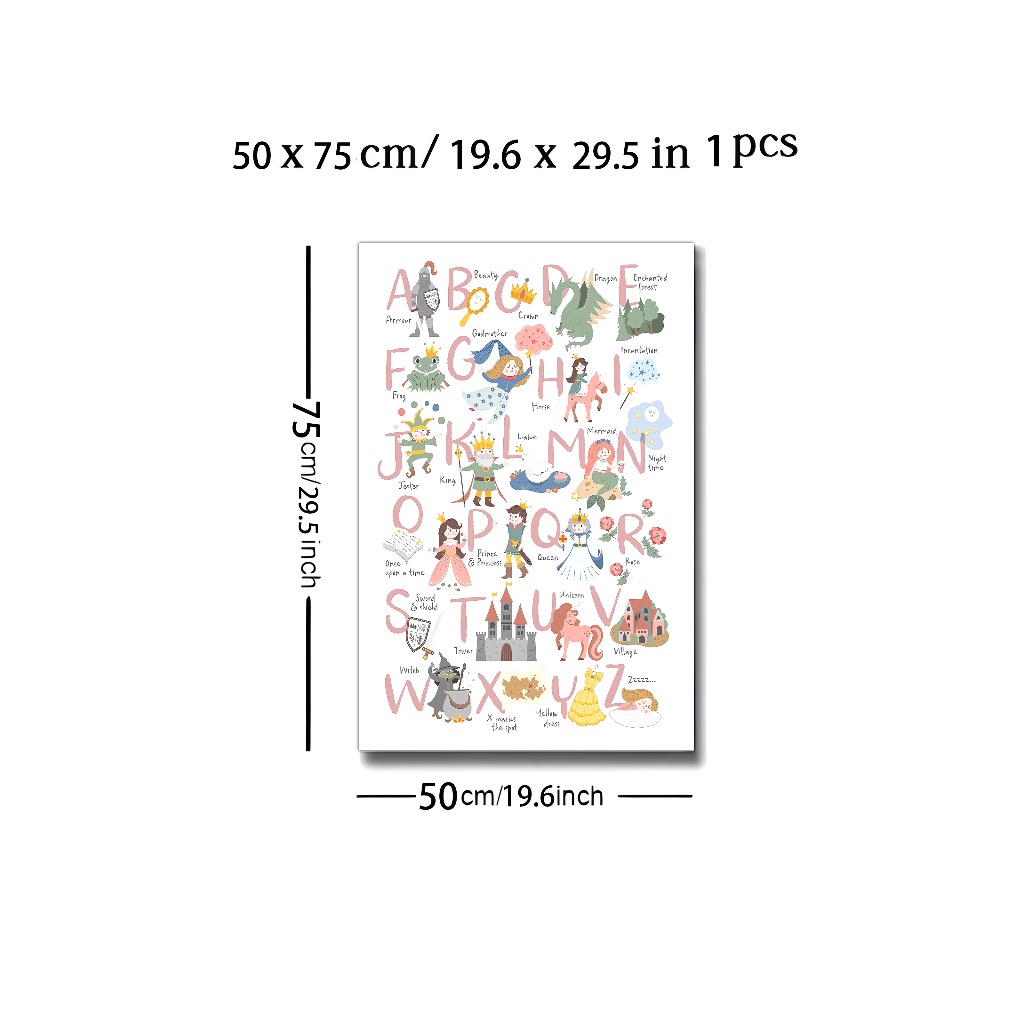 50 x 75 cm/ 19.6 x 29.5 in 1 pcs
75cm/29.5 inch
A B C D E
Beauty
Dragon
Enchanted
forest
Armour
Crown
Godmother
F G H I
Incantation
Frog
Horse
J K L M N
Mermaid
King
Night
time
Jester
O P Q R
Once
upon a time
Prince
& Princess
Queen
Rose
S T U V
Sword
& shield
Unicorn
Tower
Village
W X Y Z
Witch
Zzzzz...
X marks
the spot
Yellow
dress
50cm/19.6inch